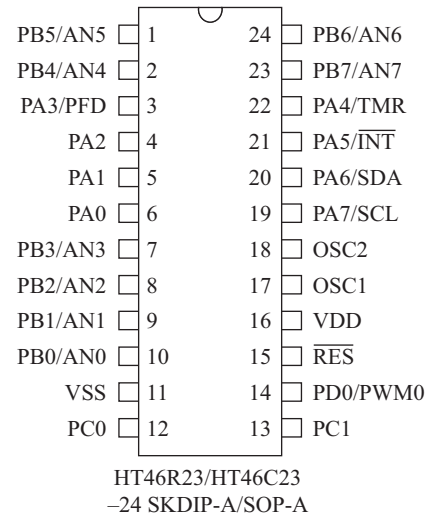 PB5/AN5 1 24 PB6/AN6
PB4/AN4 2 23 PB7/AN7
PA3/PFD 3 22 PA4/TMR
PA2 4 21 PA5/INT
PA1 5 20 PA6/SDA
PA0 6 19 PA7/SCL
PB3/AN3 7 18 OSC2
PB2/AN2 8 17 OSC1
PB1/AN1 9 16 VDD
PB0/AN0 10 15 RES
VSS 11 14 PD0/PWM0
PC0 12 13 PC1
HT46R23/HT46C23
–24 SKDIP-A/SOP-A